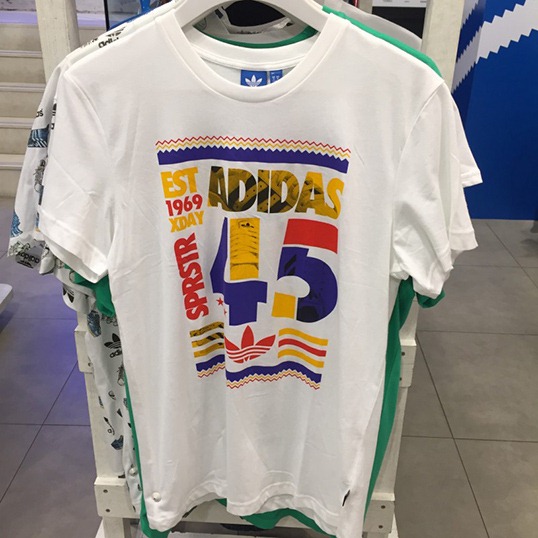 EST
1969
XDAY
ADIDAS
SPRSTR
45